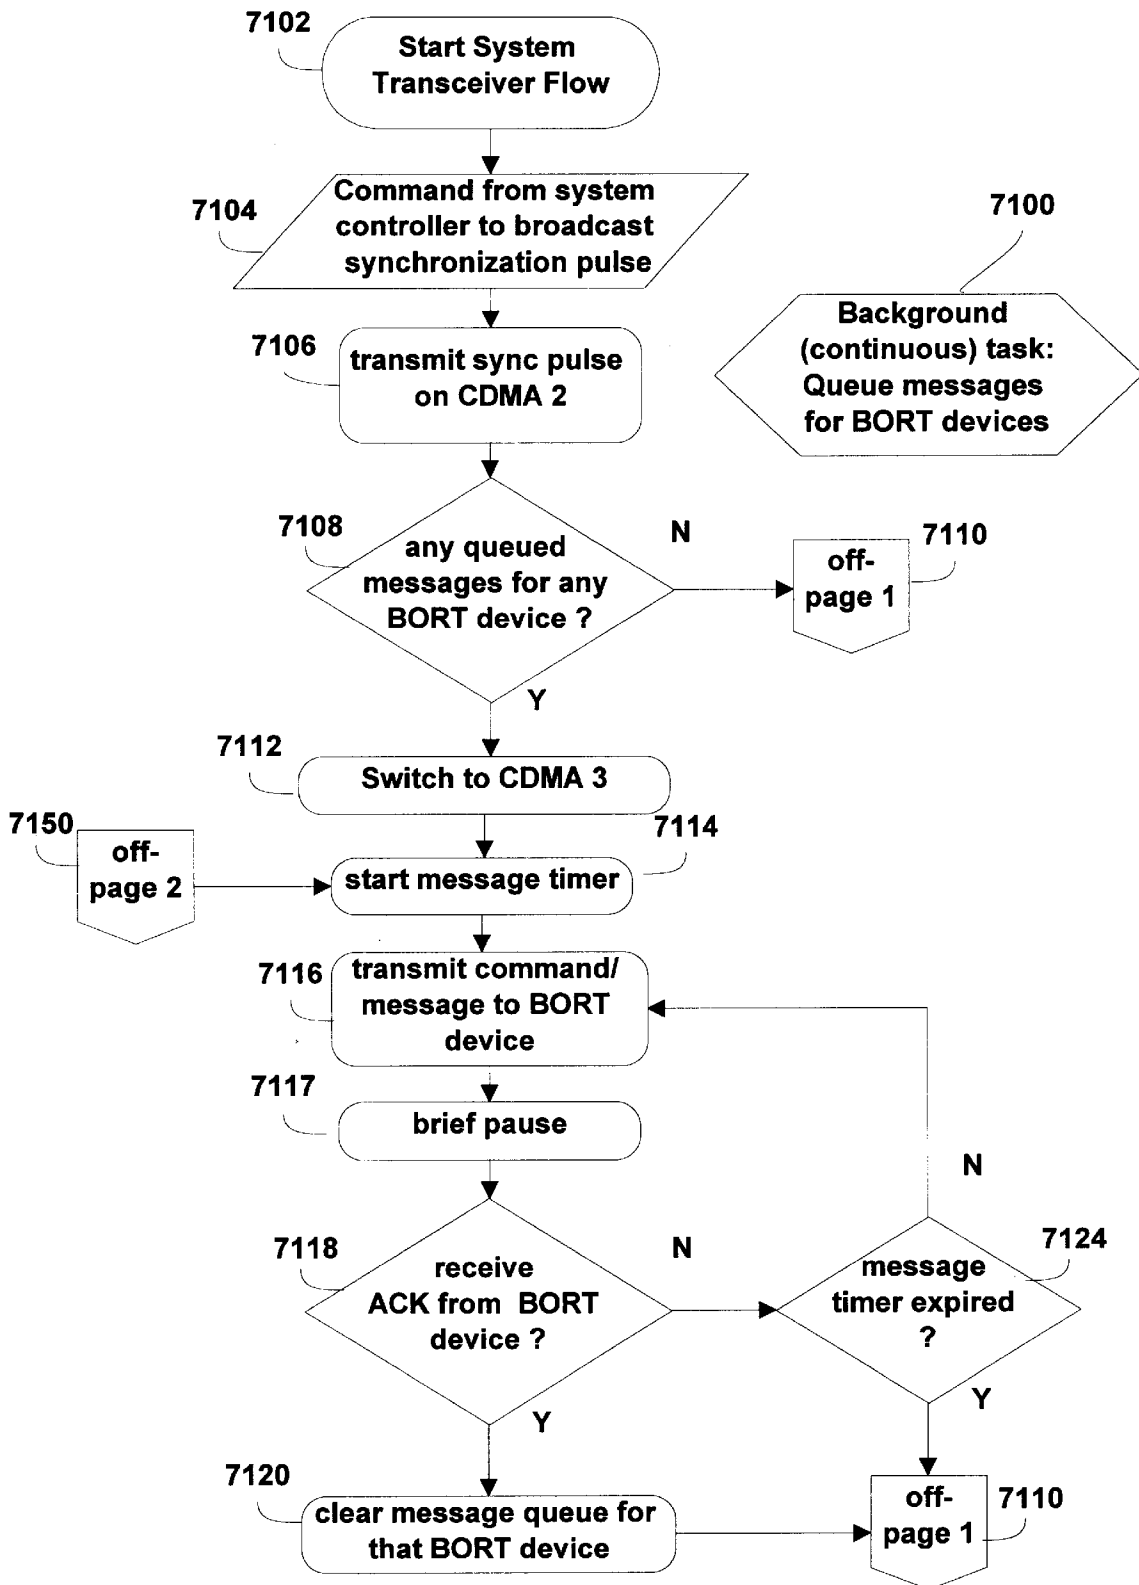 7102
Start System
Transceiver Flow
7104
Command from system
controller to broadcast
synchronization pulse
7100
Background
(continuous) task:
Queue messages
for BORT devices
7106
transmit sync pulse
on CDMA 2
7108
any queued
messages for any
BORT device ?
N
7110
off-
page 1
Y
7112
Switch to CDMA 3
7150
off-
page 2
7114
start message timer
7116
transmit command/
message to BORT
device
7117
brief pause
N
7118
receive
ACK from BORT
device ?
N
7124
message
timer expired
?
Y
Y
7120
clear message queue for
that BORT device
off-
page 1
7110